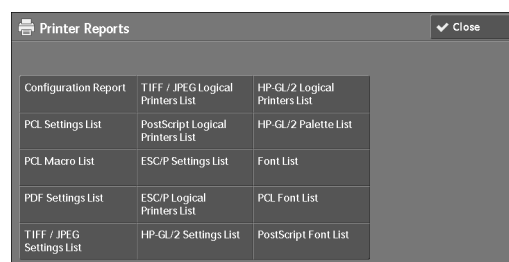 Printer Reports
Close
Configuration Report
TIFF / JPEG Logical
Printers List
HP-GL/2 Logical
Printers List
PCL Settings List
PostScript Logical
Printers List
HP-GL/2 Palette List
PCL Macro List
ESC/P Settings List
Font List
PDF Settings List
ESC/P Logical
Printers List
PCL Font List
TIFF / JPEG
Settings List
HP-GL/2 Settings List
PostScript Font List